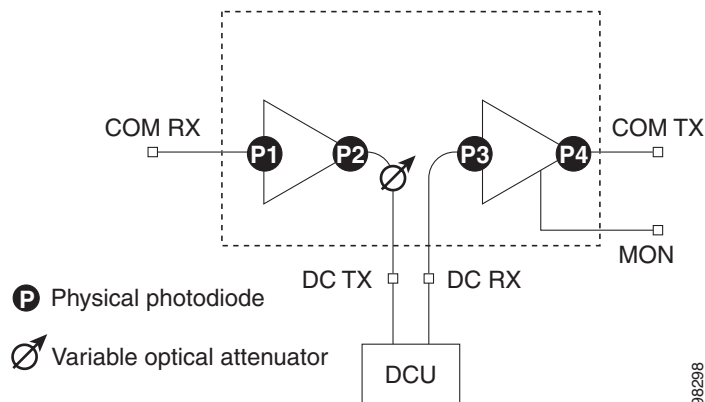 COM RX
P1
P2
P3
P4
COM TX
MON
DC TX
DC RX
P Physical photodiode
Variable optical attenuator
DCU